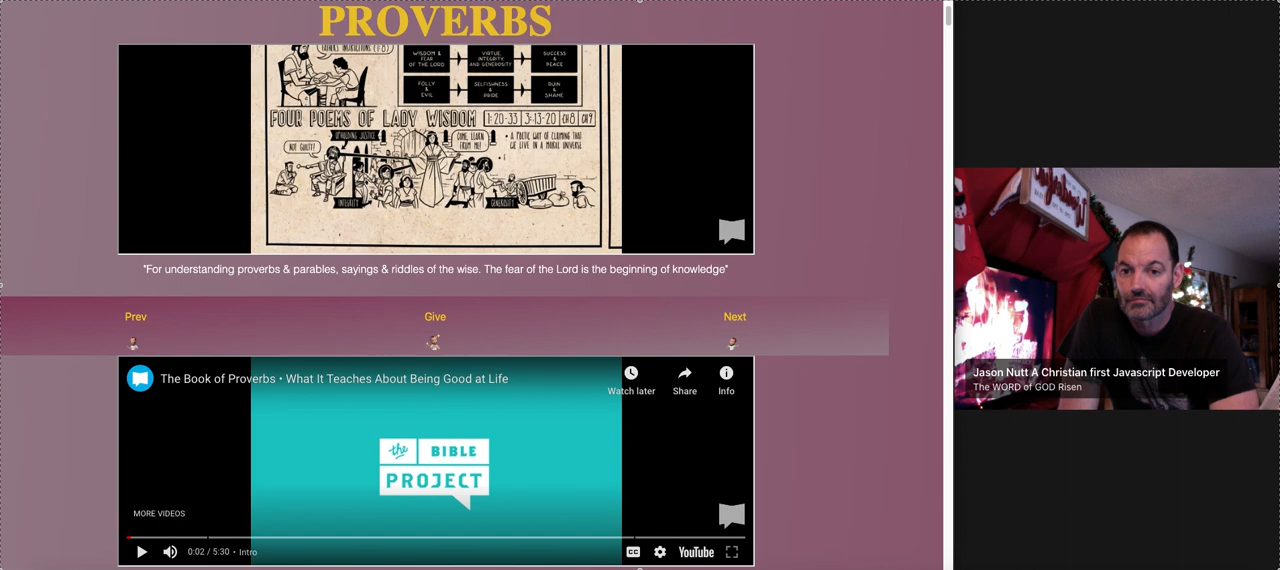 PROVERBS
FATHERS INSTRUCTIONS (1-8)
WISDOM & FEAR OF THE LORD
VIRTUE, INTEGRITY, AND GENEROSITY
SUCCESS & PEACE
FOLLY & EVIL
SELFISHNESS & PRIDE
RUIN & SHAME
FOUR POEMS OF LADY WISDOM 1:20-33 3:13-20 CH 8 CH 9
UPHOLDING JUSTICE
NOT GUILTY!
COME, LEARN FROM ME!
• A POETIC WAY OF CLAIMING THAT
WE LIVE IN A MORAL UNIVERSE
INTEGRITY
GENEROSITY
"For understanding proverbs & parables, sayings & riddles of the wise. The fear of the Lord is the beginning of knowledge"
Prev Give Next
The Book of Proverbs • What It Teaches About Being Good at Life
Watch later Share Info
the BIBLE
PROJECT
MORE VIDEOS
0:02 / 5:30 • Intro
CC YouTube
Jason Nutt A Christian first Javascript Developer
The WORD of GOD Risen